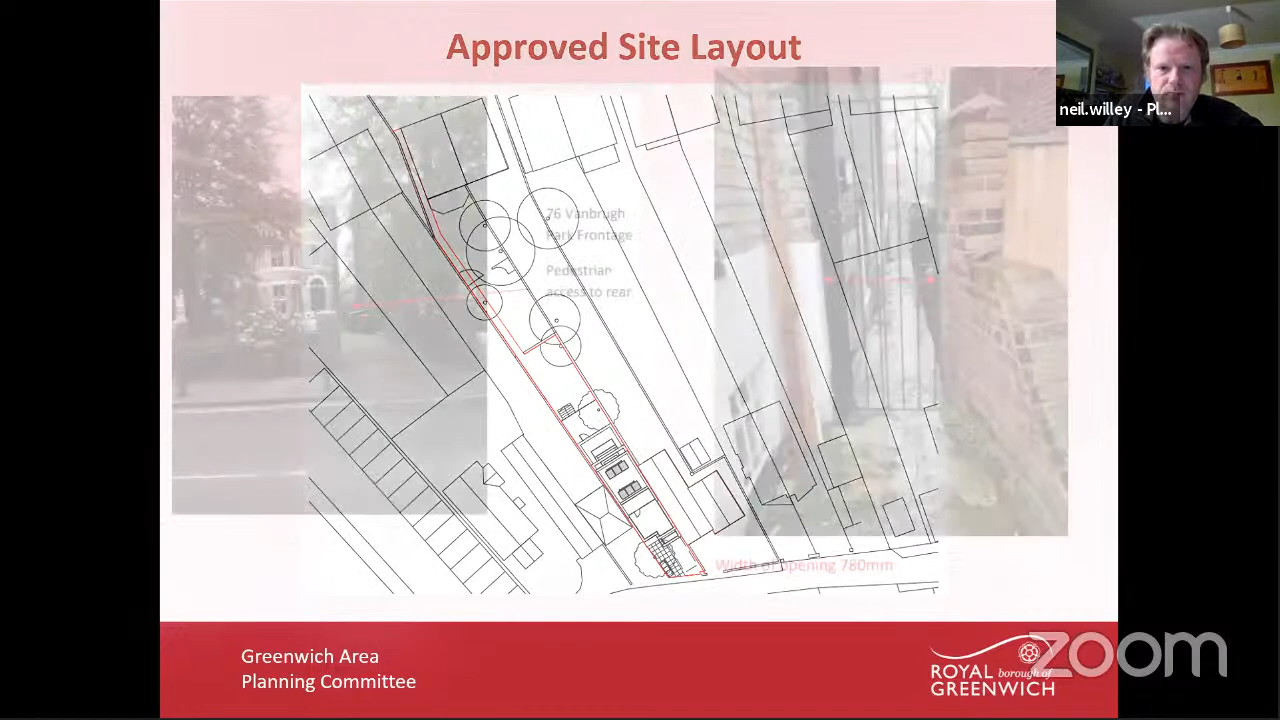 Approved Site Layout
neil.willey - Pl...
76 Vanbrugh
Park Frontage
Pedestrian
access to rear
Width of opening 780mm
Greenwich Area
Planning Committee
ROYAL borough of
GREENWICH
zoom